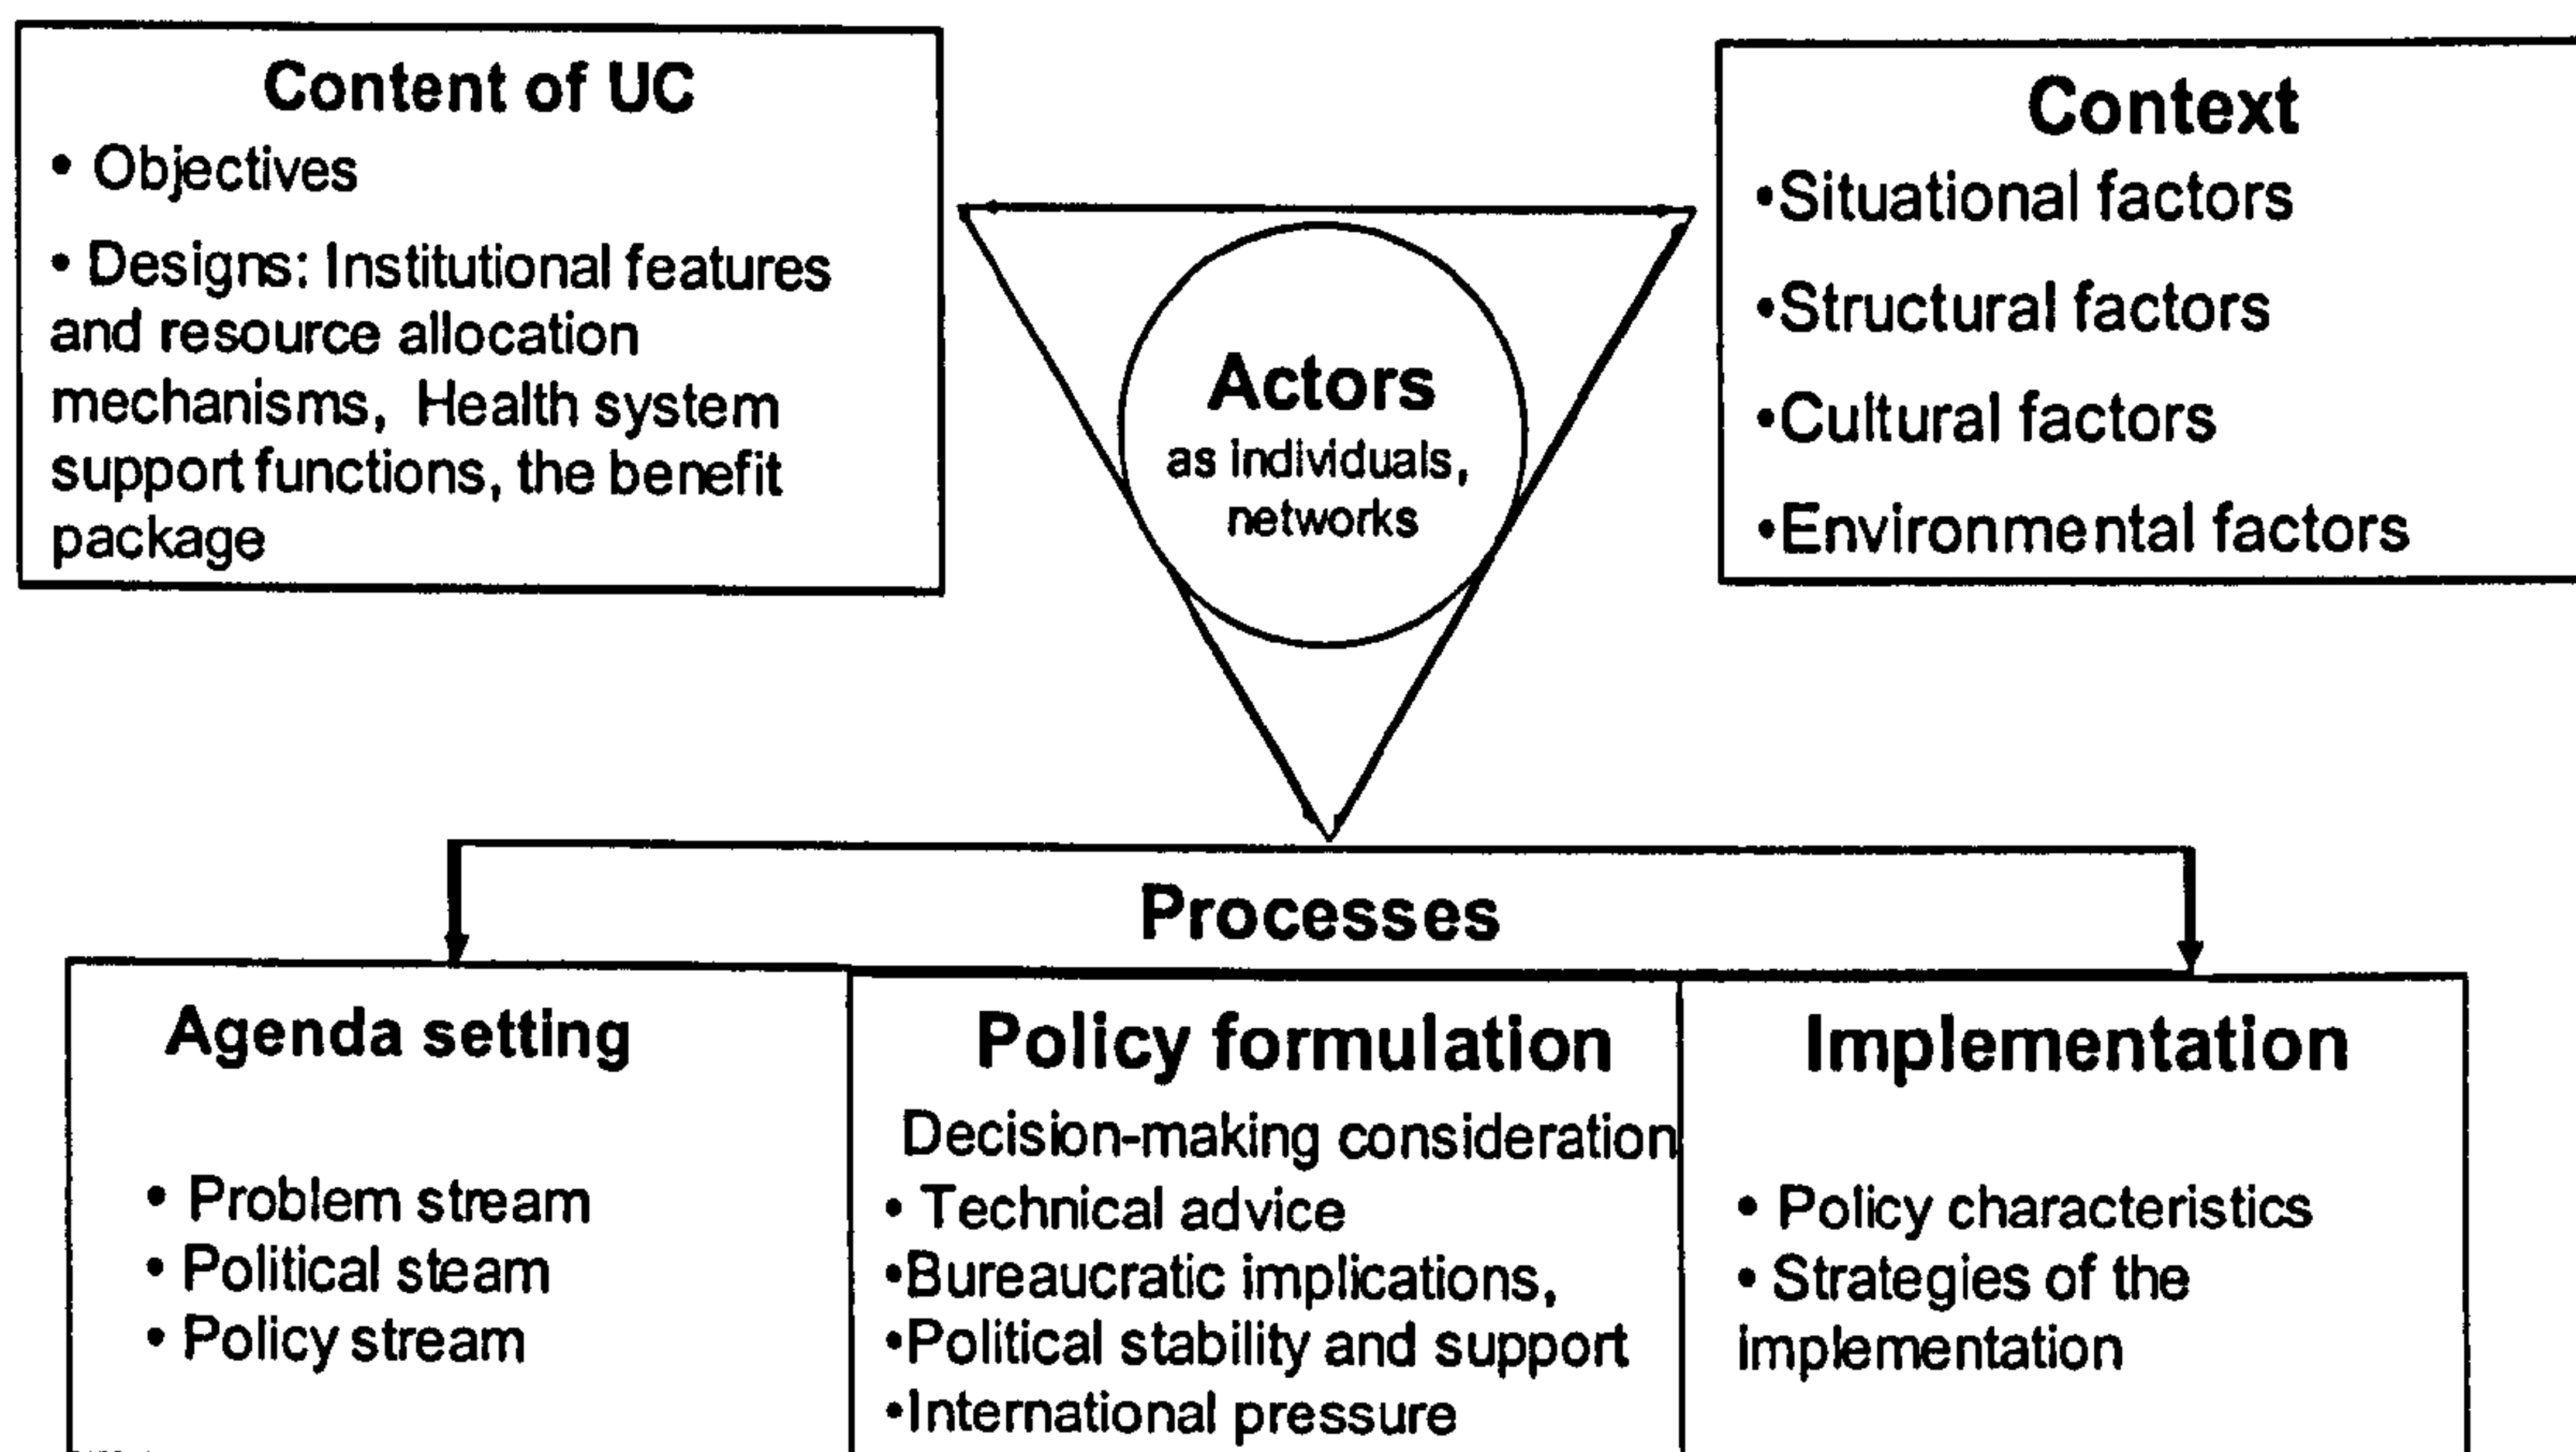 Content of UC
• Objectives
• Designs: Institutional features
and resource allocation
mechanisms, Health system
support functions, the benefit
package
Context
•Situational factors
•Structural factors
•Cultural factors
•Environmental factors
Actors
as individuals,
networks
Processes
Agenda setting
• Problem stream
• Political steam
• Policy stream
Policy formulation
Decision-making consideration
• Technical advice
•Bureaucratic implications,
•Political stability and support
•International pressure
Implementation
• Policy characteristics
• Strategies of the
implementation